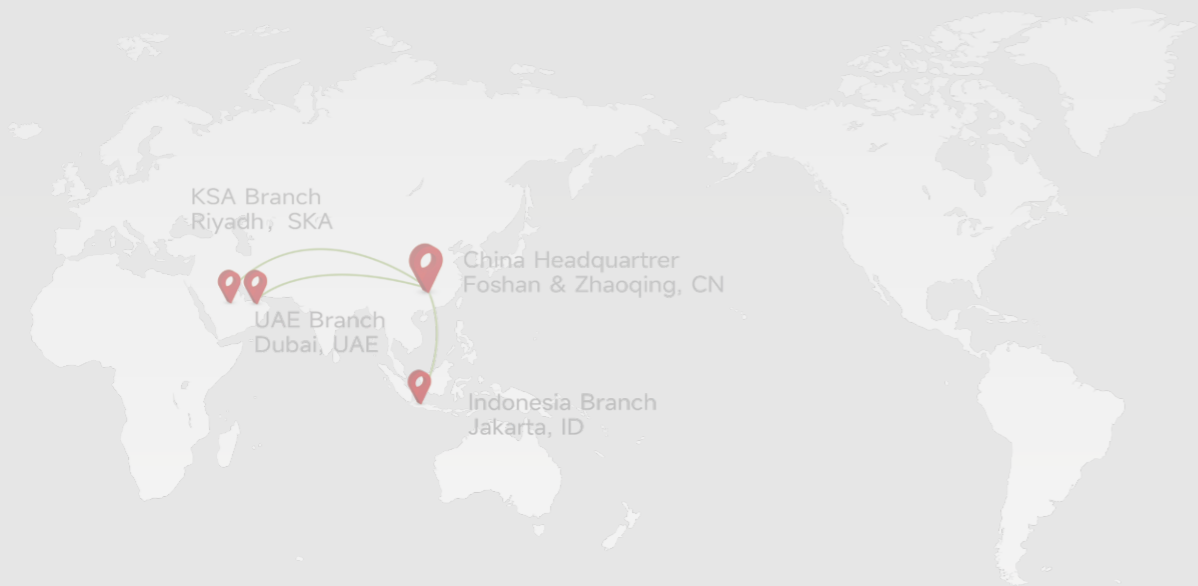 KSA Branch
Riyadh, SKA
China Headquartrer
Foshan & Zhaoqing, CN
UAE Branch
Dubai, UAE
Indonesia Branch
Jakarta, ID